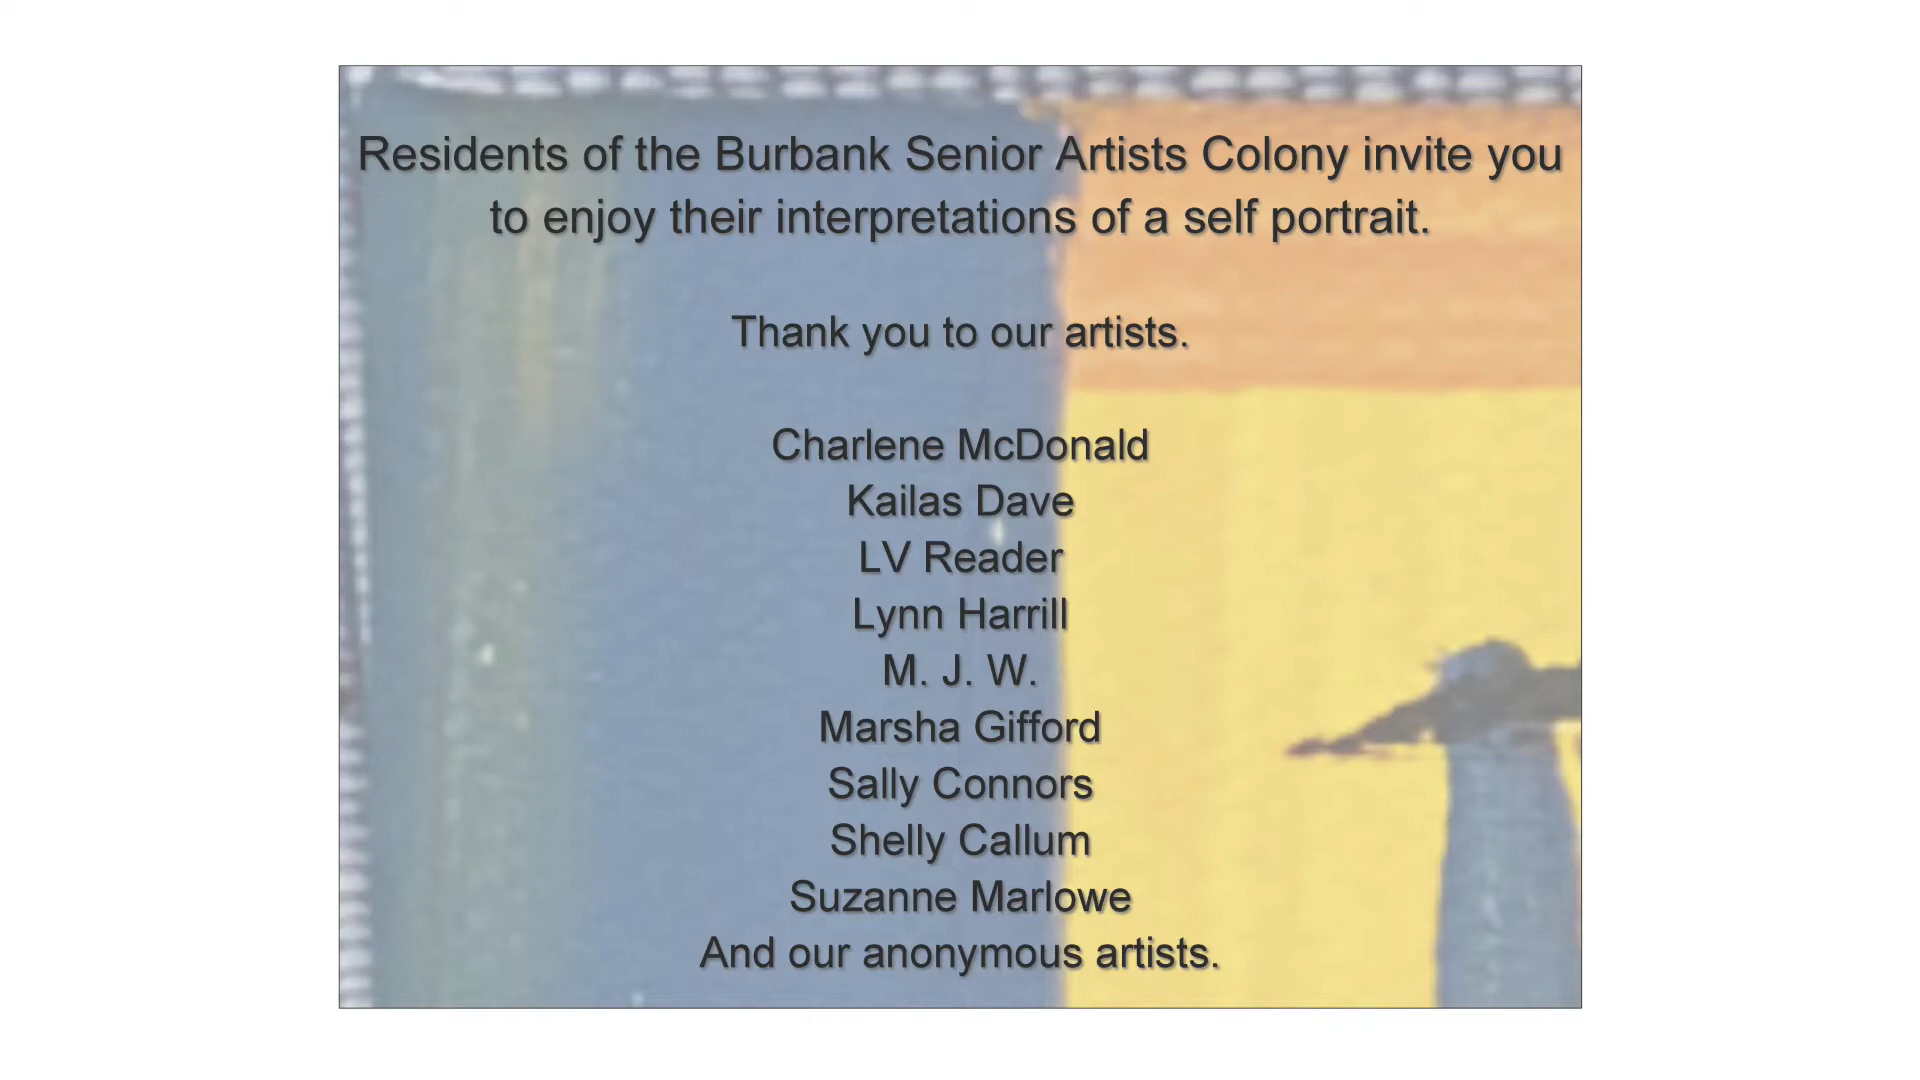 Residents of the Burbank Senior Artists Colony invite you
to enjoy their interpretations of a self portrait.
Thank you to our artists.
Charlene McDonald
Kailas Dave
LV Reader
Lynn Harrill
M. J. W.
Marsha Gifford
Sally Connors
Shelly Callum
Suzanne Marlowe
And our anonymous artists.